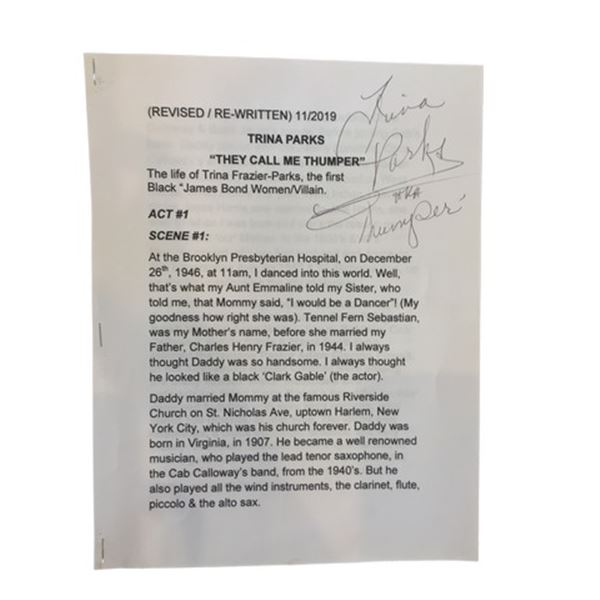 (REVISED / RE-WRITTEN) 11/2019
TRINA PARKS
"THEY CALL ME THUMPER"
The life of Trina Frazier-Parks, the first
Black "James Bond Women/Villain.
Trina
Parks
AKA
Thumper
ACT #1
SCENE #1:
At the Brooklyn Presbyterian Hospital, on December
26th, 1946, at 11am, I danced into this world. Well,
that's what my Aunt Emmaline told my Sister, who
told me, that Mommy said, "I would be a Dancer"! (My
goodness how right she was). Tennel Fern Sebastian,
was my Mother's name, before she married my
Father, Charles Henry Frazier, in 1944. I always
thought Daddy was so handsome. I always thought
he looked like a black 'Clark Gable' (the actor).
Daddy married Mommy at the famous Riverside
Church on St. Nicholas Ave, uptown Harlem, New
York City, which was his church forever. Daddy was
born in Virginia, in 1907. He became a well renowned
musician, who played the lead tenor saxophone, in
the Cab Calloway's band, from the 1940's. But he
also played all the wind instruments, the clarinet, flute,
piccolo & the alto sax.